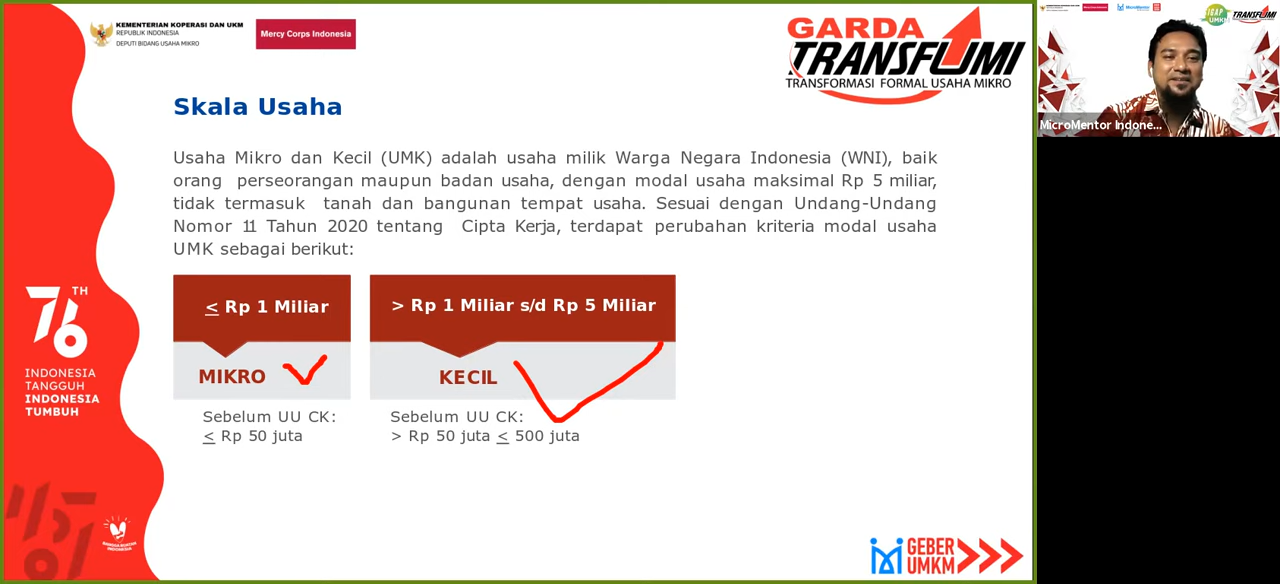 KEMENTERIAN KOPERASI DAN UKM
REPUBLIK INDONESIA
DEPUTI BIDANG USAHA MIKRO
Mercy Corps Indonesia
GARDA
TRANSFUMI
TRANSFORMASI FORMAL USAHA MIKRO
Skala Usaha
Usaha Mikro dan Kecil (UMK) adalah usaha milik Warga Negara Indonesia (WNI), baik
orang perseorangan maupun badan usaha, dengan modal usaha maksimal Rp 5 miliar,
tidak termasuk tanah dan bangunan tempat usaha. Sesuai dengan Undang-Undang
Nomor 11 Tahun 2020 tentang Cipta Kerja, terdapat perubahan kriteria modal usaha
UMK sebagai berikut:
≤ Rp 1 Miliar
> Rp 1 Miliar s/d Rp 5 Miliar
MIKRO
KECIL
Sebelum UU CK:
≤ Rp 50 juta
Sebelum UU CK:
> Rp 50 juta ≤ 500 juta
76 TH
INDONESIA
TANGGUH
INDONESIA
TUMBUH
GEBER
UMKM
MicroMentor Indone...
TRANSFUMI